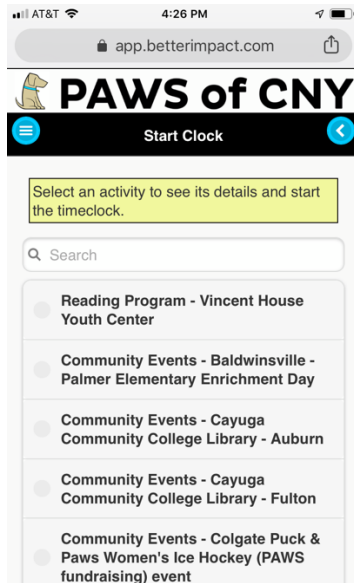 AT&T 4:26 PM
app.betterimpact.com
PAWS of CNY
Start Clock
Select an activity to see its details and start
the timeclock.
Search
Reading Program - Vincent House
Youth Center
Community Events - Baldwinsville -
Palmer Elementary Enrichment Day
Community Events - Cayuga
Community College Library - Auburn
Community Events - Cayuga
Community College Library - Fulton
Community Events - Colgate Puck &
Paws Women's Ice Hockey (PAWS
fundraising) event